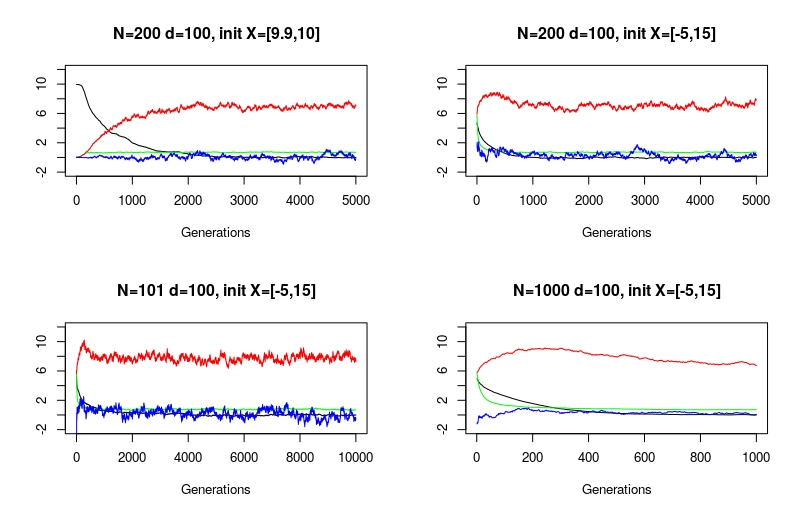 N=200 d=100, init X=[9.9,10]
10
6
2
-2
0 1000 2000 3000 4000 5000
Generations
N=200 d=100, init X=[-5,15]
10
6
2
-2
0 1000 2000 3000 4000 5000
Generations
N=101 d=100, init X=[-5,15]
10
6
2
-2
0 2000 4000 6000 8000 10000
Generations
N=1000 d=100, init X=[-5,15]
10
6
2
-2
0 200 400 600 800 1000
Generations